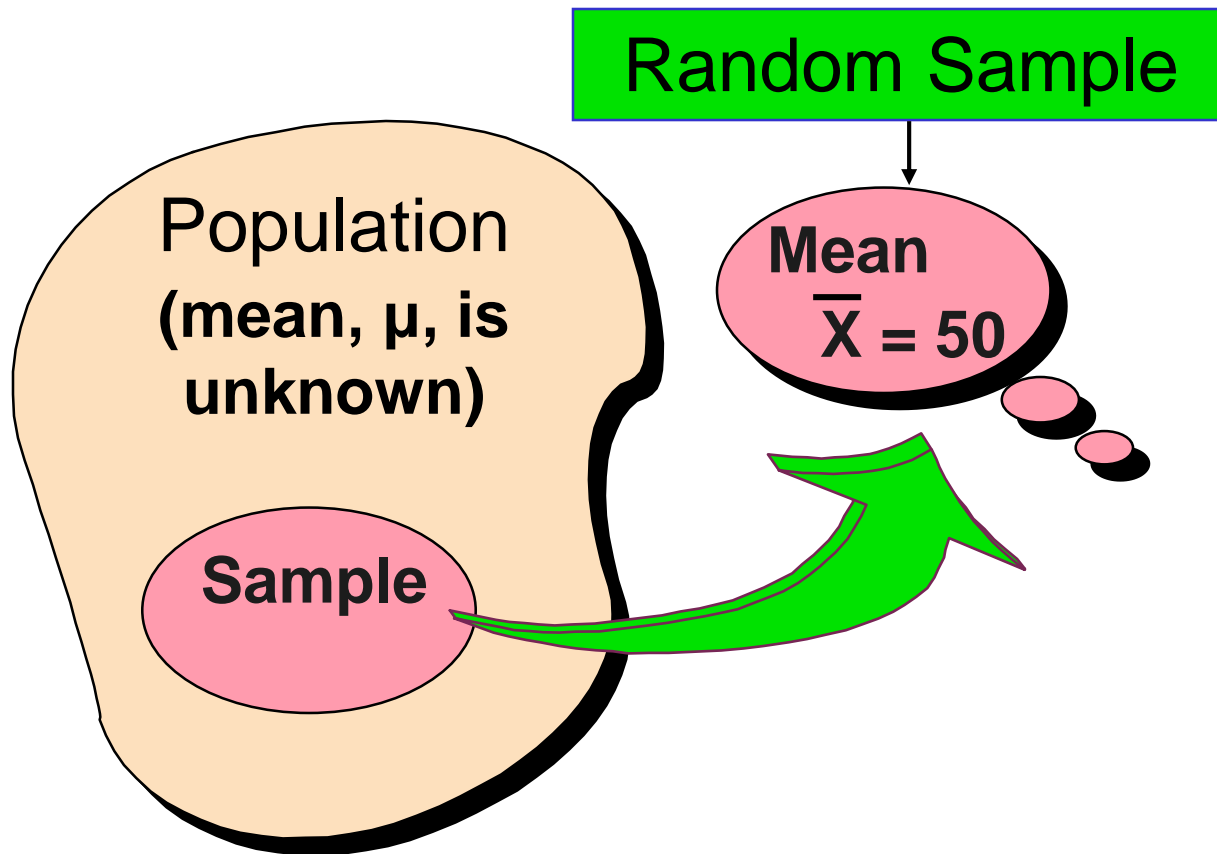 Random Sample
Population
(mean, μ, is
unknown)
Mean
X̅ = 50
Sample